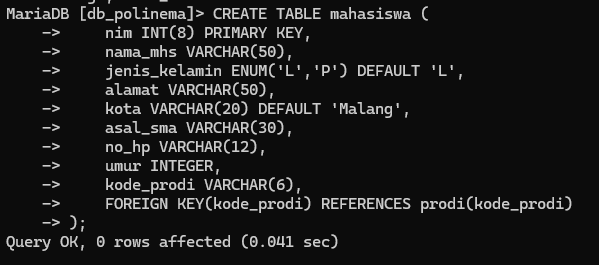 MariaDB [db_polinema]> CREATE TABLE mahasiswa (
    ->     nim INT(8) PRIMARY KEY,
    ->     nama_mhs VARCHAR(50),
    ->     jenis_kelamin ENUM('L','P') DEFAULT 'L',
    ->     alamat VARCHAR(50),
    ->     kota VARCHAR(20) DEFAULT 'Malang',
    ->     asal_sma VARCHAR(30),
    ->     no_hp VARCHAR(12),
    ->     umur INTEGER,
    ->     kode_prodi VARCHAR(6),
    ->     FOREIGN KEY(kode_prodi) REFERENCES prodi(kode_prodi)
    -> );
Query OK, 0 rows affected (0.041 sec)